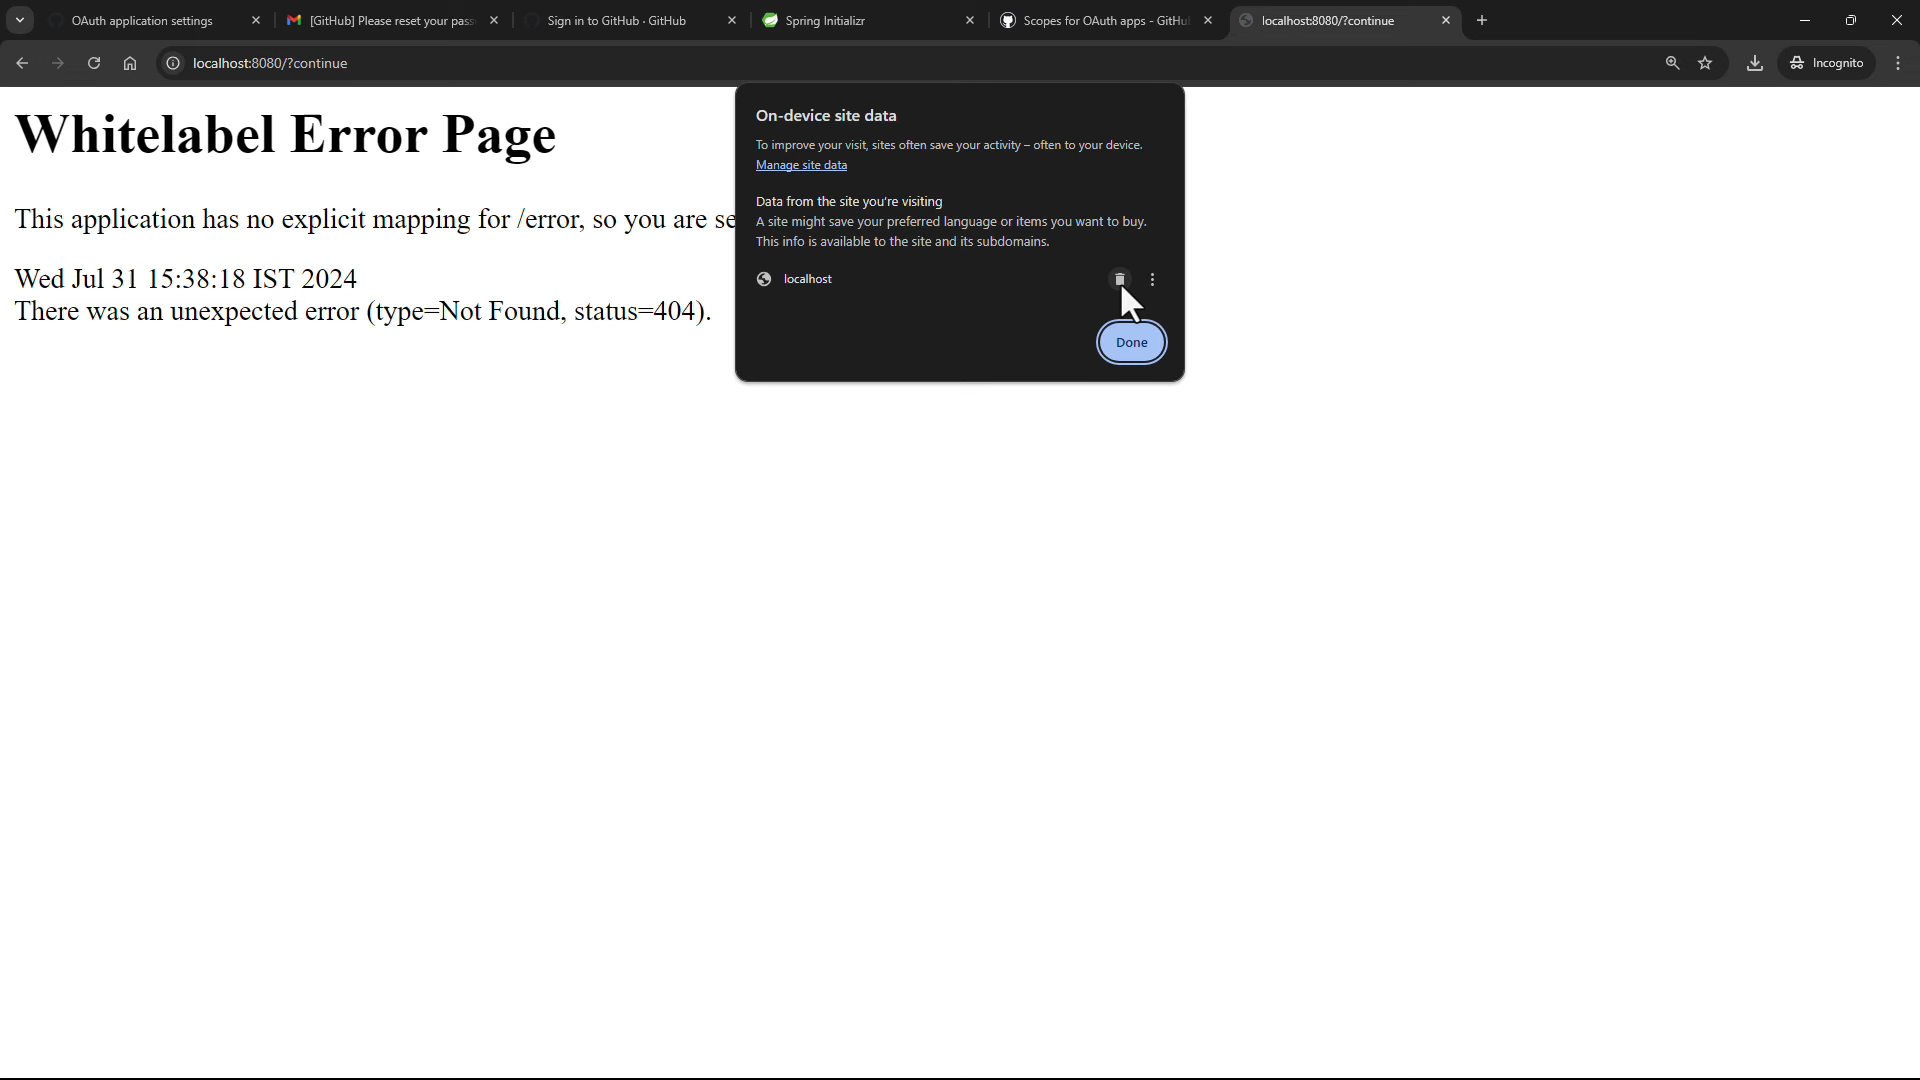 OAuth application settings
[GitHub] Please reset your pass
Sign in to GitHub · GitHub
Spring Initializr
Scopes for OAuth apps - GitHu
localhost:8080/?continue
localhost:8080/?continue
Incognito
Whitelabel Error Page
This application has no explicit mapping for /error, so you are se
Wed Jul 31 15:38:18 IST 2024
There was an unexpected error (type=Not Found, status=404).
On-device site data
To improve your visit, sites often save your activity – often to your device.
Manage site data
Data from the site you're visiting
A site might save your preferred language or items you want to buy.
This info is available to the site and its subdomains.
localhost
Done